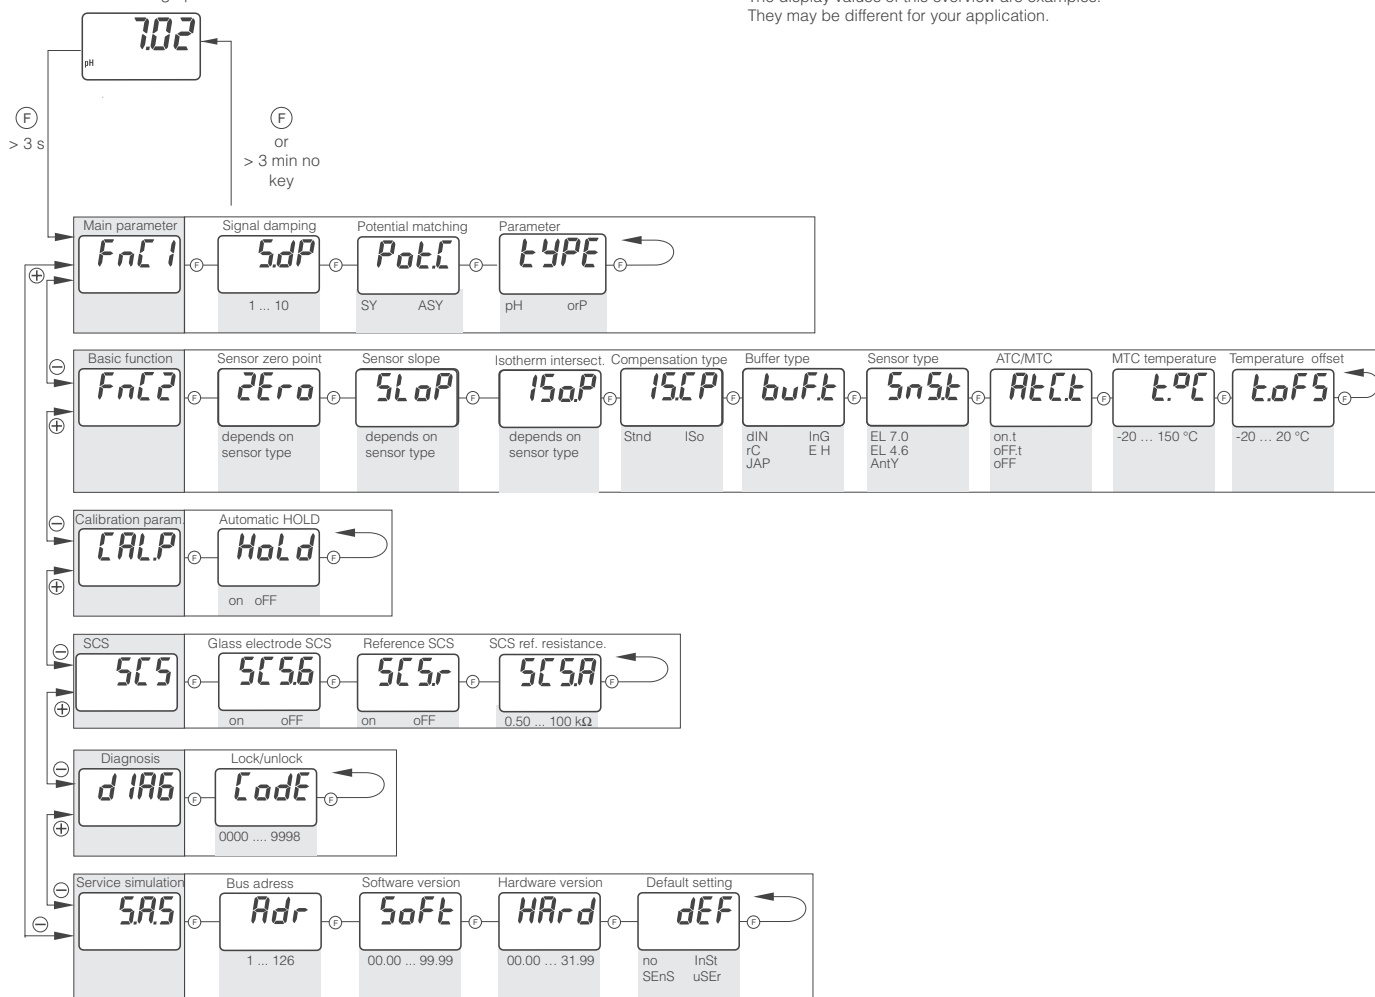 The display values of this overview are examples.
They may be different for your application.
7.02
pH
F
> 3 s
F
or
> 3 min no
key
Main parameter
FnC1
F
Signal damping
S.dP
1 ... 10
F
Potential matching
Pot.C
SY ASY
F
Parameter
tYPE
pH orP
F
+
−
+
Basic function
FnC2
F
Sensor zero point
2Ero
depends on
sensor type
F
Sensor slope
SLoP
depends on
sensor type
F
Isotherm intersect.
ISo.P
depends on
sensor type
F
Compensation type
IS.CP
Stnd ISo
F
Buffer type
buF.t
dIN InG
rC E H
JAP
F
Sensor type
SnS.t
EL 7.0
EL 4.6
AntY
F
ATC/MTC
AtC.t
on.t
oFF.t
oFF
F
MTC temperature
t.ºC
-20 ... 150 °C
F
Temperature offset
t.oFS
-20 ... 20 °C
F
−
+
Calibration param.
CAL.P
F
Automatic HOLD
HoLd
on oFF
F
−
+
SCS
SCS
F
Glass electrode SCS
SCS.G
on oFF
F
Reference SCS
SCS.r
on oFF
F
SCS ref. resistance.
SCS.A
0.50 ... 100 kΩ
F
−
+
Diagnosis
dIAG
F
Lock/unlock
CodE
0000 .... 9998
F
−
−
Service simulation
S.A.S
F
Bus adress
Adr
1 ... 126
F
Software version
SoFt
00.00 ... 99.99
F
Hardware version
HArd
00.00 ... 31.99
F
Default setting
dEF
no InSt
SEnS uSEr
F